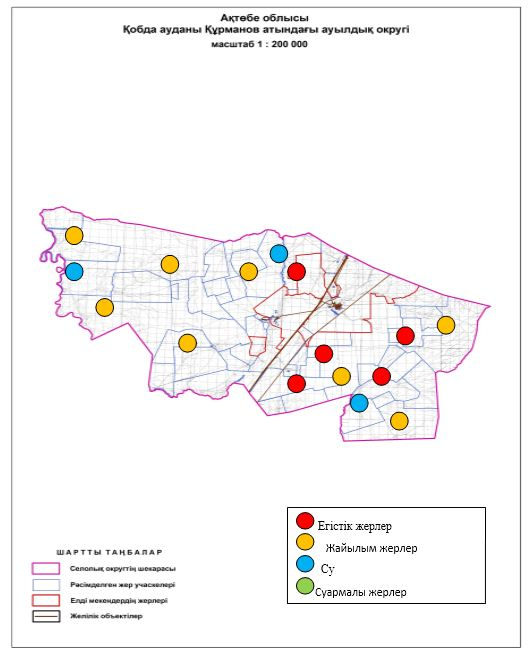 Ақтөбе облысы
Қобда ауданы Құрманов атындағы ауылдық округі
масштаб 1 : 200 000
Егістік жерлер
Жайылым жерлер
Су
Суармалы жерлер
ШАРТТЫ ТАҢБАЛАР
Селолық округтің шекарасы
Рәсімделген жер учаскелері
Елді мекендердің жерлері
Желілік объектілер